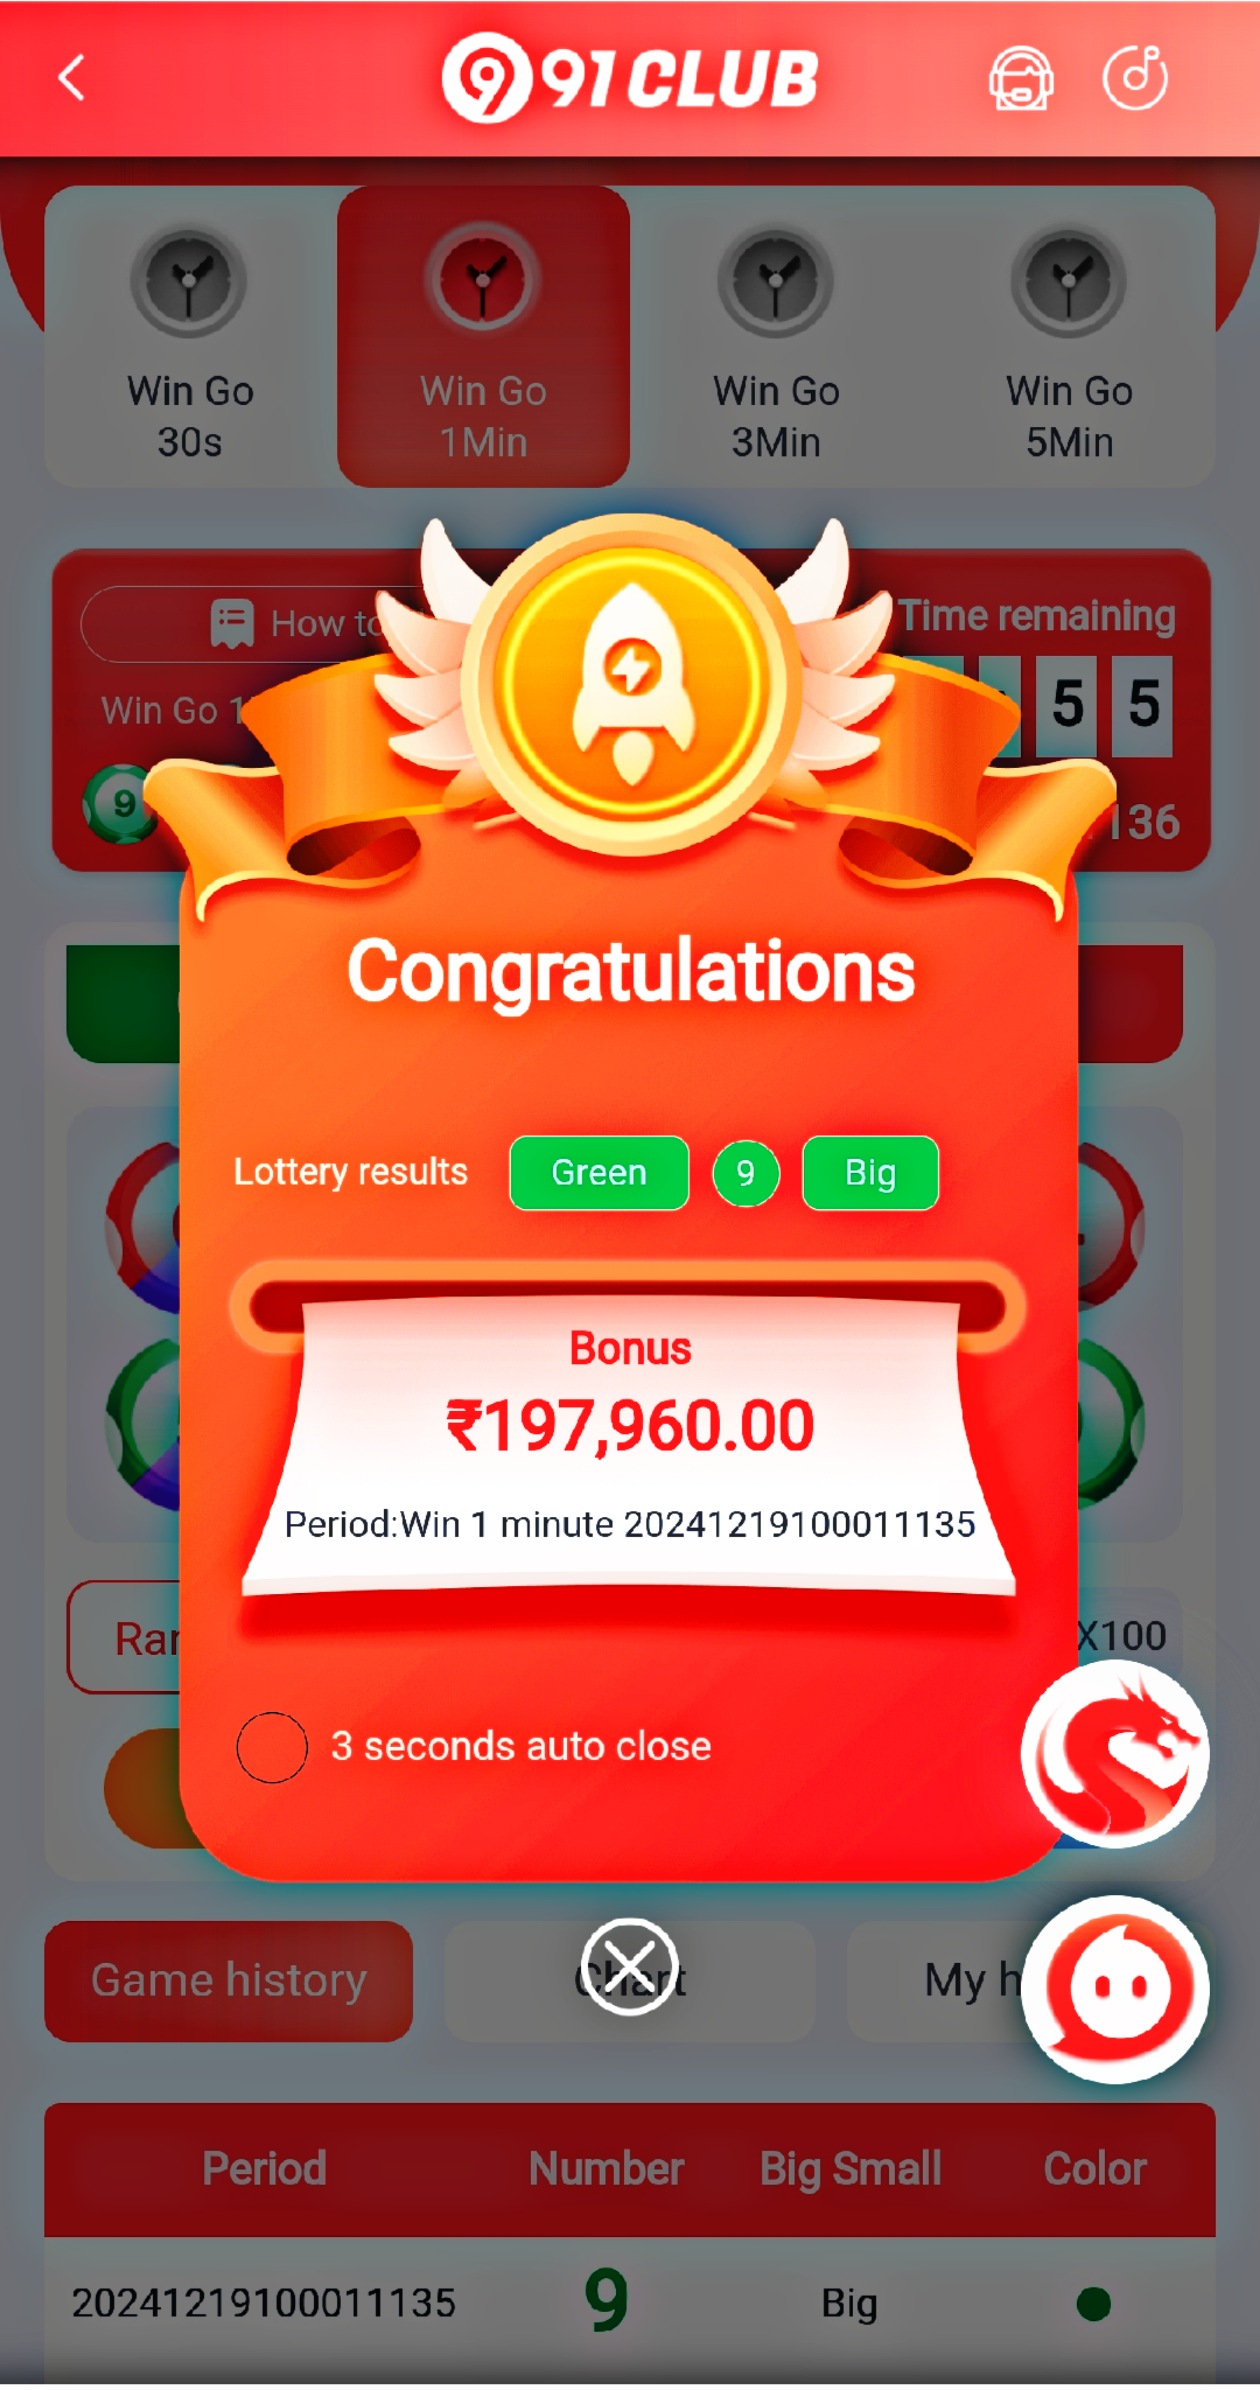 91 CLUB
Win Go
30s
Win Go
1Min
Win Go
3Min
Win Go
5Min
How to
Time remaining
Win Go 1
5 5
9
136
Congratulations
Lottery results Green 9 Big
Bonus
₹197,960.00
Period:Win 1 minute 20241219100011135
X100
3 seconds auto close
Game history
Chart
My
Period Number Big Small Color
20241219100011135 9 Big